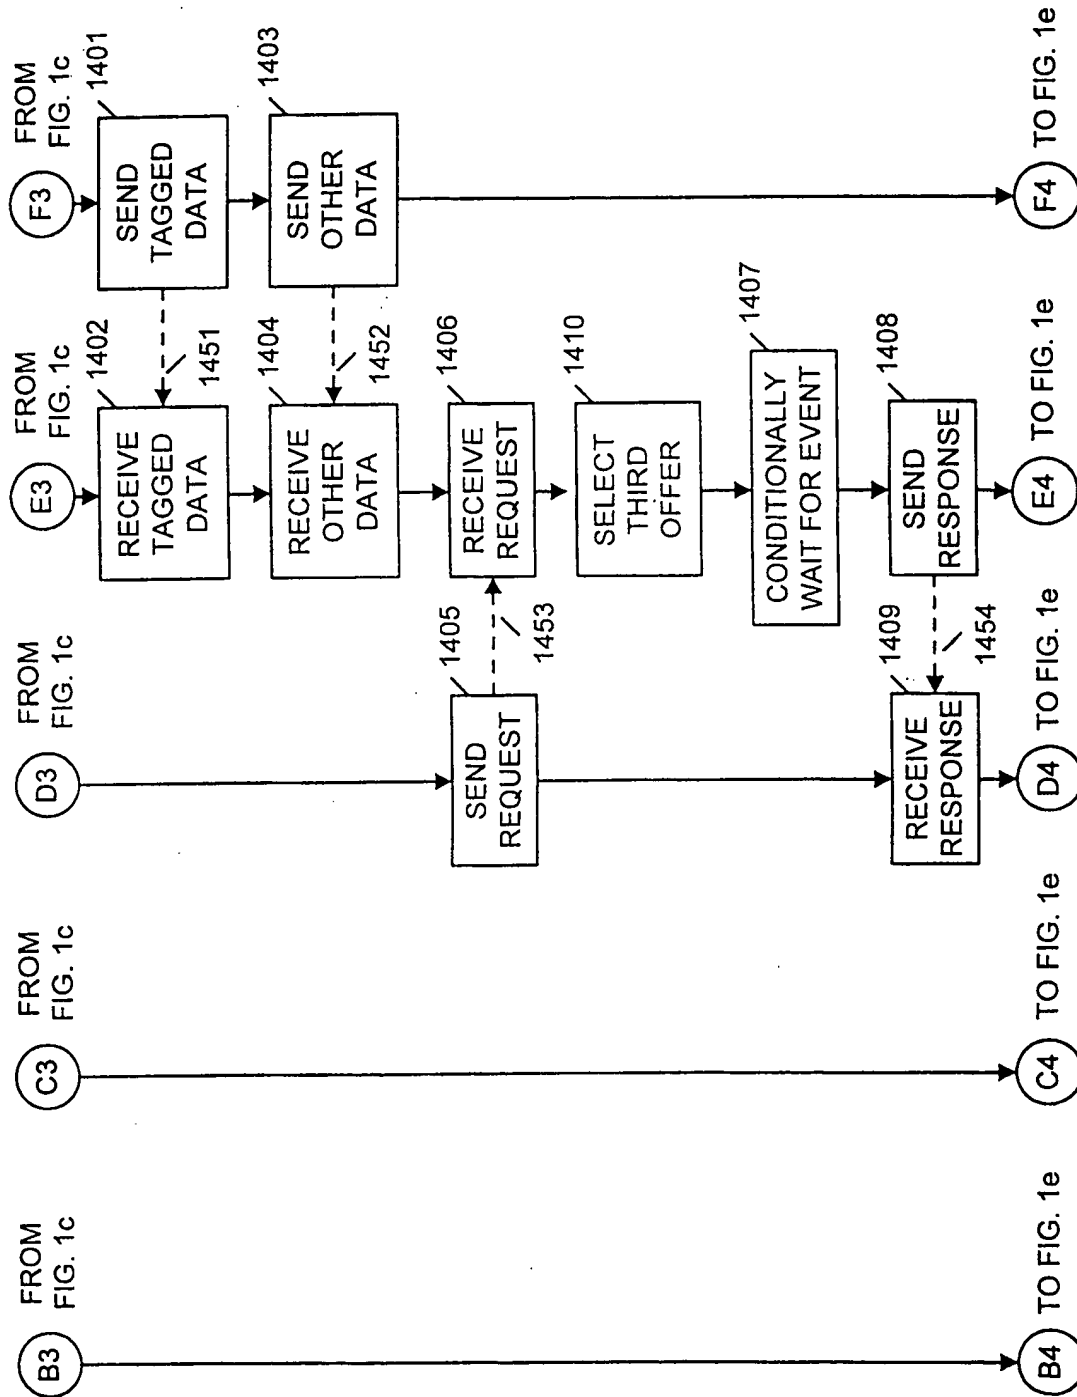 B3
FROM
FIG. 1c
C3
FROM
FIG. 1c
D3
FROM
FIG. 1c
E3
FROM
FIG. 1c
F3
FROM
FIG. 1c
1402
RECEIVE
TAGGED
DATA
1451
1401
SEND
TAGGED
DATA
1404
RECEIVE
OTHER
DATA
1452
1403
SEND
OTHER
DATA
1405
SEND
REQUEST
1453
1406
RECEIVE
REQUEST
1410
SELECT
THIRD
OFFER
1407
CONDITIONALLY
WAIT FOR EVENT
1409
RECEIVE
RESPONSE
1454
1408
SEND
RESPONSE
B4
TO FIG. 1e
C4
TO FIG. 1e
D4
TO FIG. 1e
E4
TO FIG. 1e
F4
TO FIG. 1e